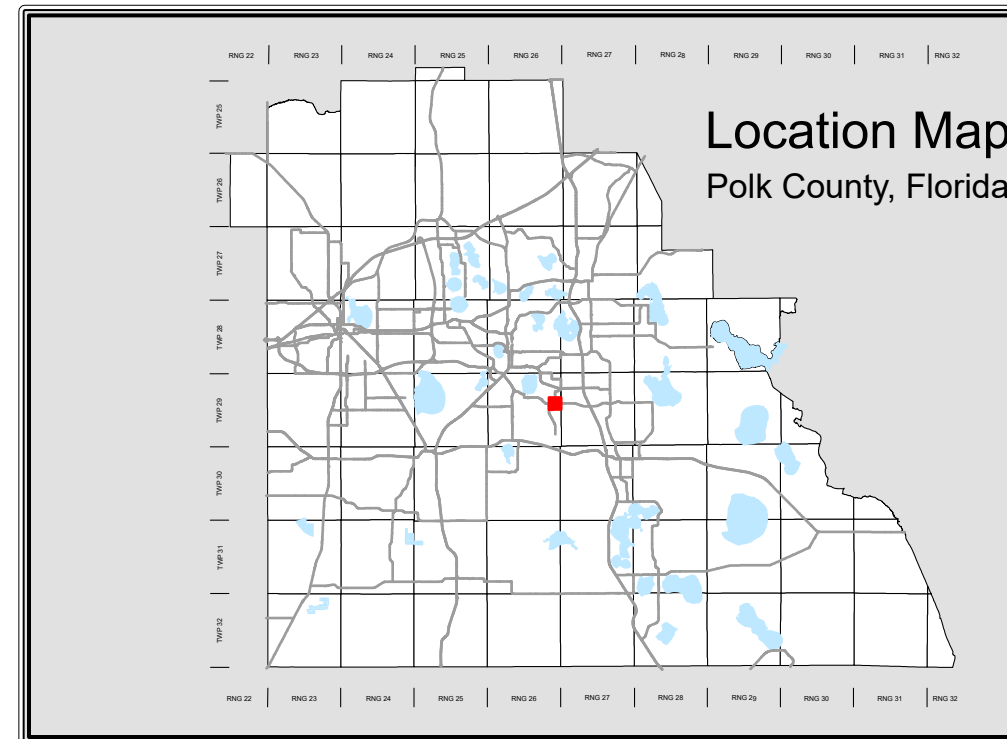 RNG 22 RNG 23 RNG 24 RNG 25 RNG 26 RNG 27 RNG 28 RNG 29 RNG 30 RNG 31 RNG 32
Location Map
Polk County, Florida
TWP 25
TWP 26
TWP 27
TWP 28
TWP 29
TWP 30
TWP 31
TWP 32
RNG 22 RNG 23 RNG 24 RNG 25 RNG 26 RNG 27 RNG 28 RNG 29 RNG 30 RNG 31 RNG 32